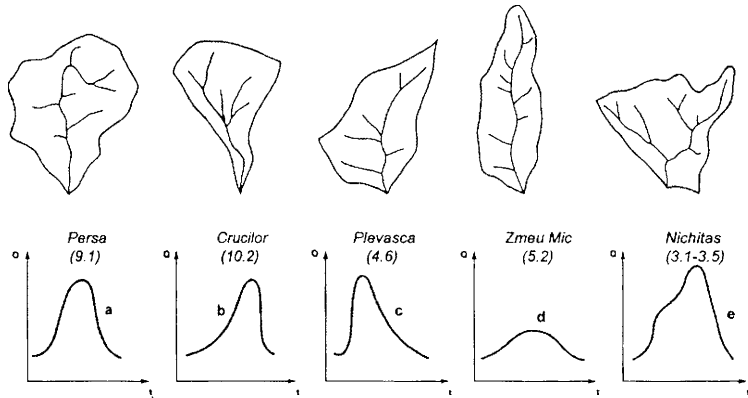 Persa
(9.1)
Crucilor
(10.2)
Plevasca
(4.6)
Zmeu Mic
(5.2)
Nichitas
(3.1-3.5)
a
b
c
d
e